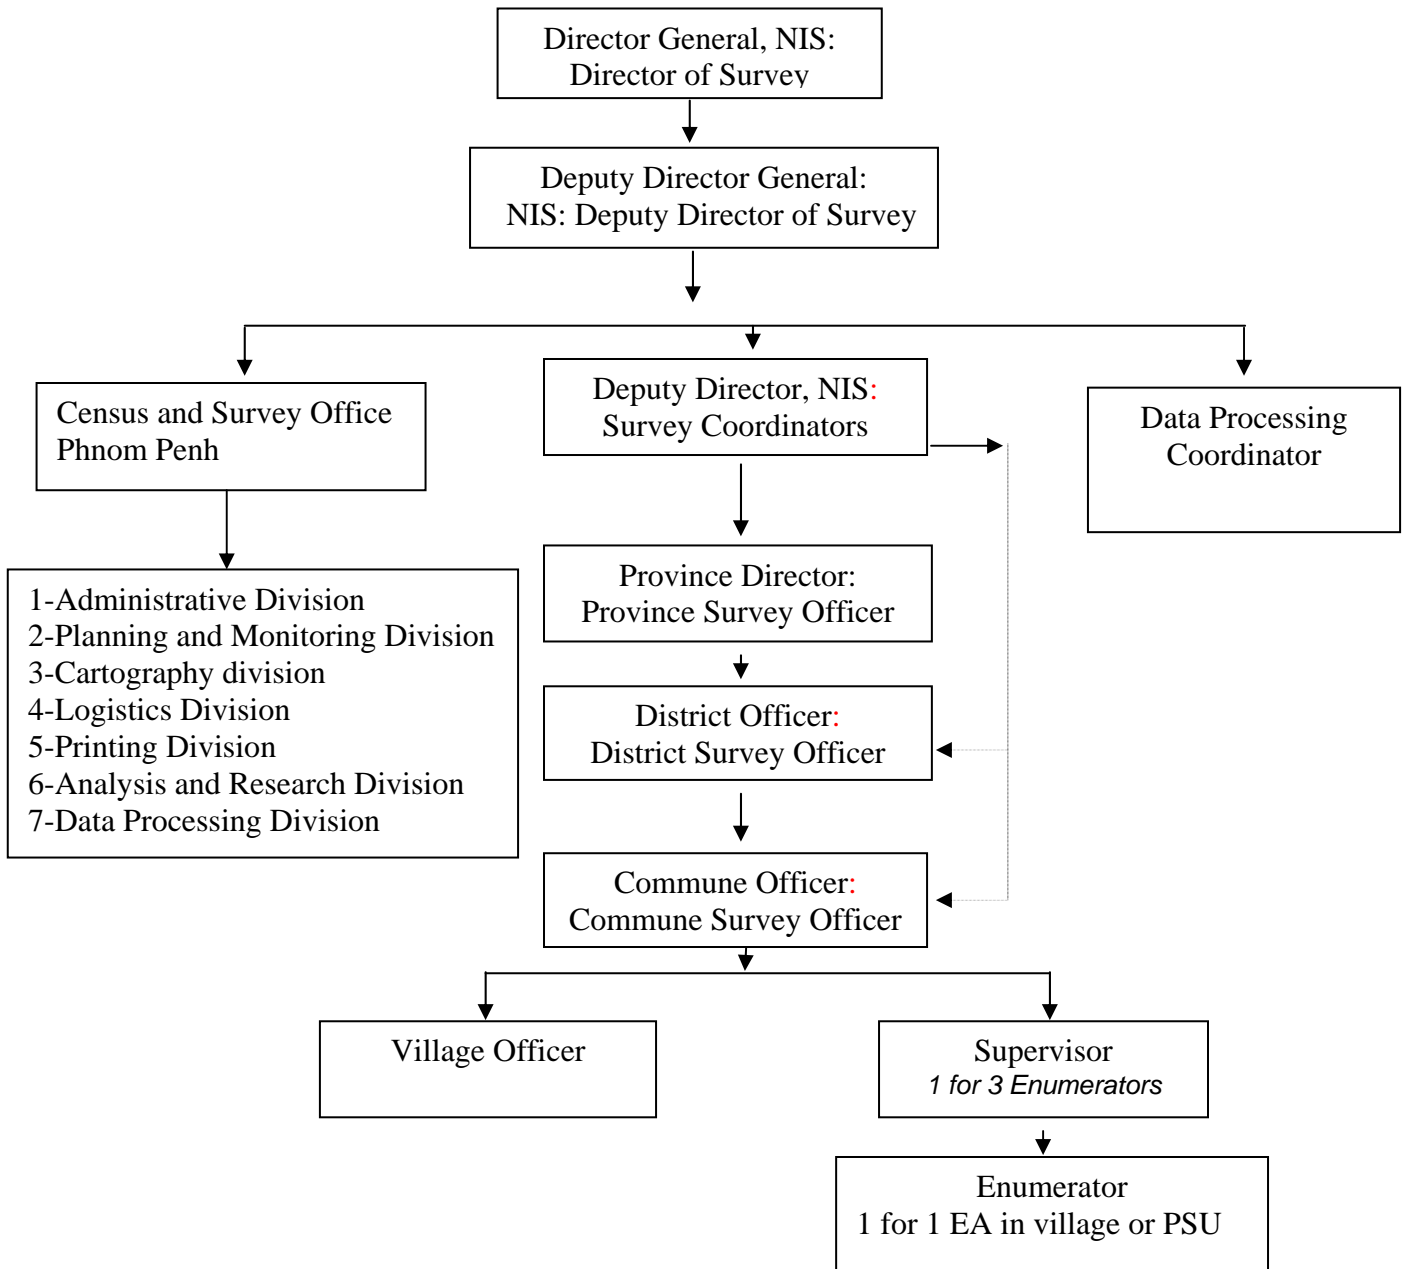 Director General, NIS:
Director of Survey
Deputy Director General:
NIS: Deputy Director of Survey
Census and Survey Office
Phnom Penh
Deputy Director, NIS:
Survey Coordinators
Data Processing
Coordinator
1-Administrative Division
2-Planning and Monitoring Division
3-Cartography division
4-Logistics Division
5-Printing Division
6-Analysis and Research Division
7-Data Processing Division
Province Director:
Province Survey Officer
District Officer:
District Survey Officer
Commune Officer:
Commune Survey Officer
Village Officer
Supervisor
1 for 3 Enumerators
Enumerator
1 for 1 EA in village or PSU